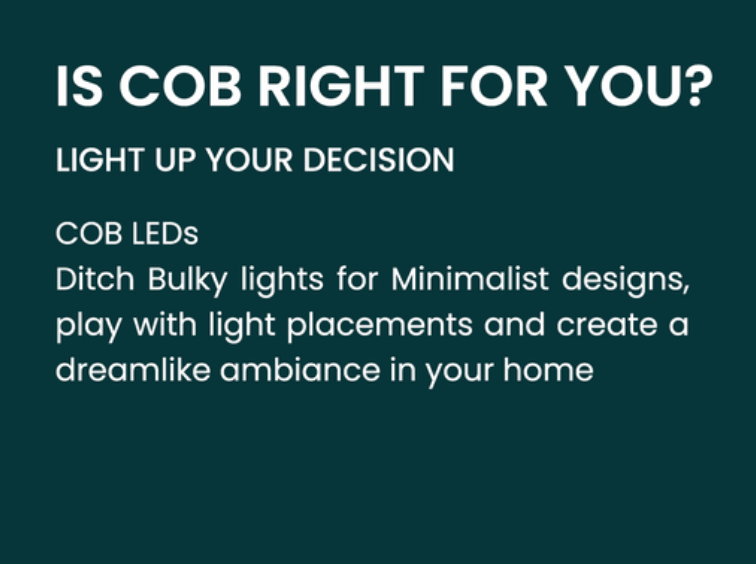 IS COB RIGHT FOR YOU?
LIGHT UP YOUR DECISION
COB LEDs
Ditch Bulky lights for Minimalist designs,
play with light placements and create a
dreamlike ambiance in your home